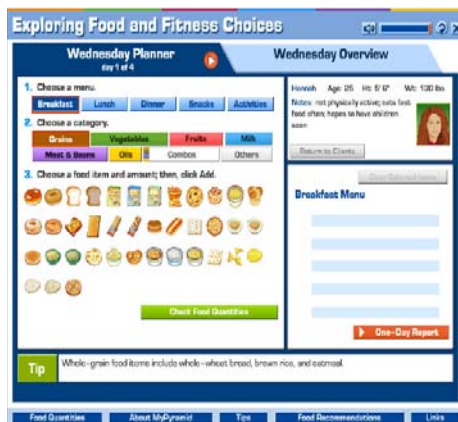 Exploring Food and Fitness Choices
Wednesday Planner
day 1 of 4
Wednesday Overview
1. Choose a menu.
Breakfast Lunch Dinner Snacks Activities
2. Choose a category.
Grains Vegetables Fruits Milk
Meat & Beans Oils Combos Others
3. Choose a food item and amount; then, click Add.
Check Food Quantities
Hannah Age: 25 Ht: 5' 6" Wt: 130 lbs
Notes: not physically active; eats fast
food often; hopes to have children
soon
Return to Clients
Breakfast Menu
One-Day Report
Tip
Whole-grain food items include whole-wheat bread, brown rice, and oatmeal.
Food Quantities About MyPyramid Tips Food Recommendations Links